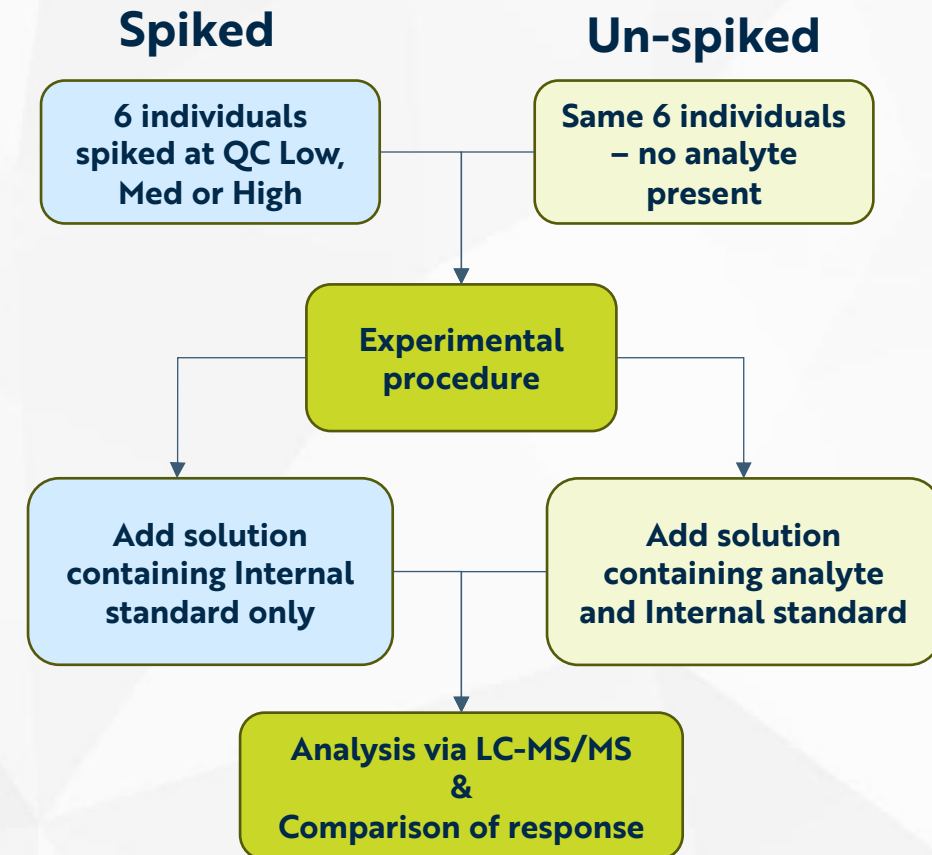 Spiked
Un-spiked
6 individuals
spiked at QC Low,
Med or High
Same 6 individuals
– no analyte
present
Experimental
procedure
Add solution
containing Internal
standard only
Add solution
containing analyte
and Internal standard
Analysis via LC-MS/MS
&
Comparison of response